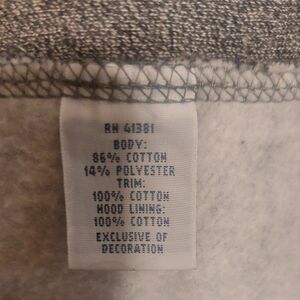 RN 41381
BODY:
86% COTTON
14% POLYESTER
TRIM:
100% COTTON
HOOD LINING:
100% COTTON
EXCLUSIVE OF
DECORATION